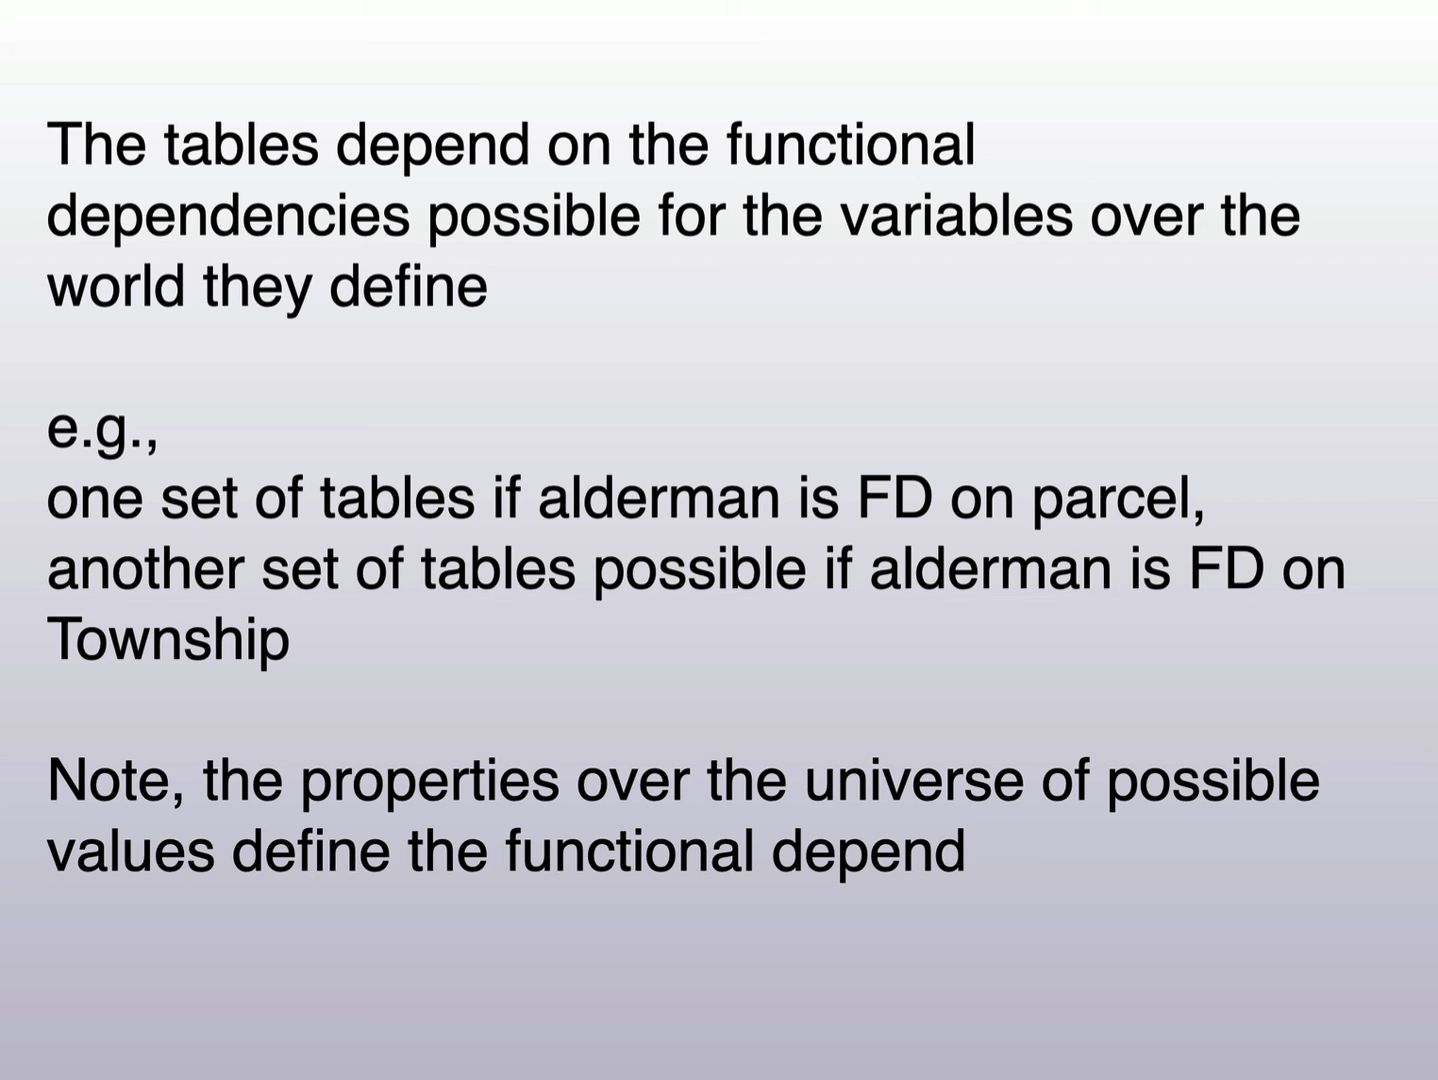 The tables depend on the functional
dependencies possible for the variables over the
world they define
e.g.,
one set of tables if alderman is FD on parcel,
another set of tables possible if alderman is FD on
Township
Note, the properties over the universe of possible
values define the functional depend